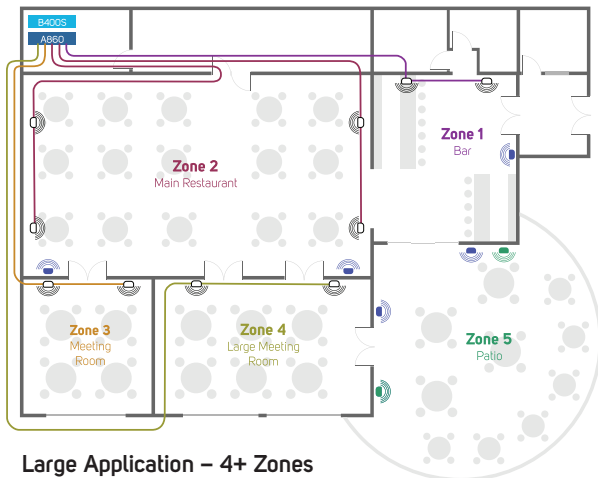 B400S
A860
Zone 1
Bar
Zone 2
Main Restaurant
Zone 3
Meeting
Room
Zone 4
Large Meeting
Room
Zone 5
Patio
Large Application – 4+ Zones